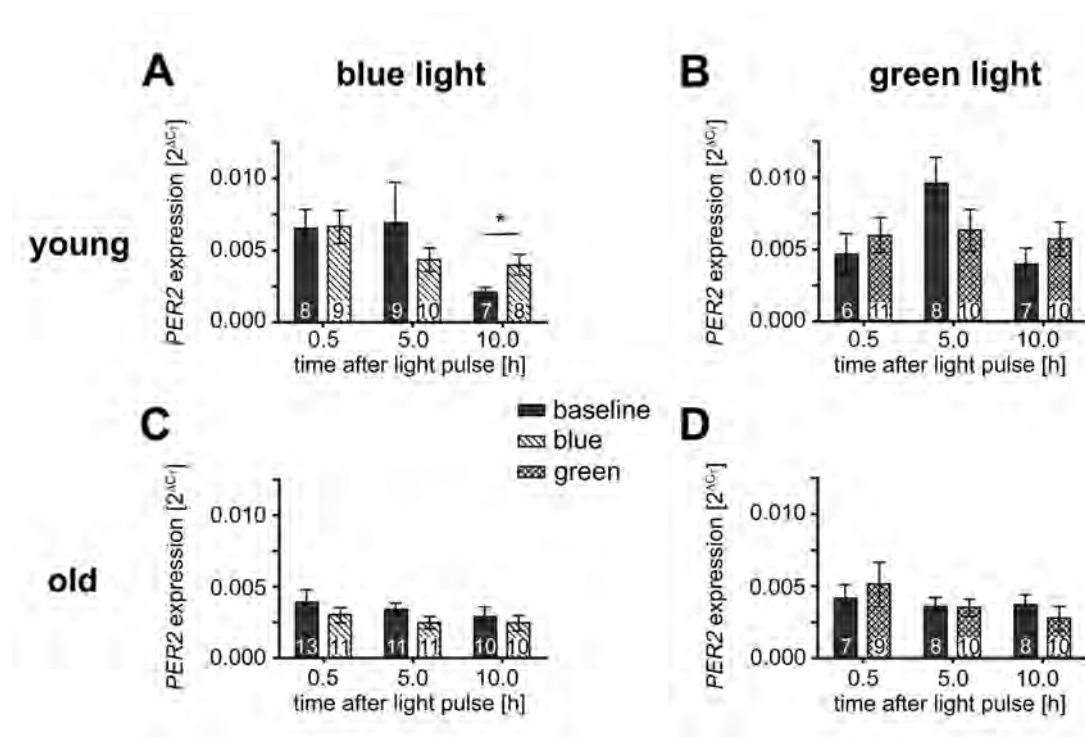 A
blue light
B
green light
young
PER2 expression [2^ΔCT]
0.010
0.005
0.000
8
9
9
10
7
8
*
0.5
5.0
10.0
time after light pulse [h]
PER2 expression [2^ΔCT]
0.010
0.005
0.000
6
11
8
10
7
10
0.5
5.0
10.0
time after light pulse [h]
baseline
blue
green
old
C
PER2 expression [2^ΔCT]
0.010
0.005
0.000
13
11
11
11
10
10
0.5
5.0
10.0
time after light pulse [h]
D
PER2 expression [2^ΔCT]
0.010
0.005
0.000
7
9
8
10
8
10
0.5
5.0
10.0
time after light pulse [h]